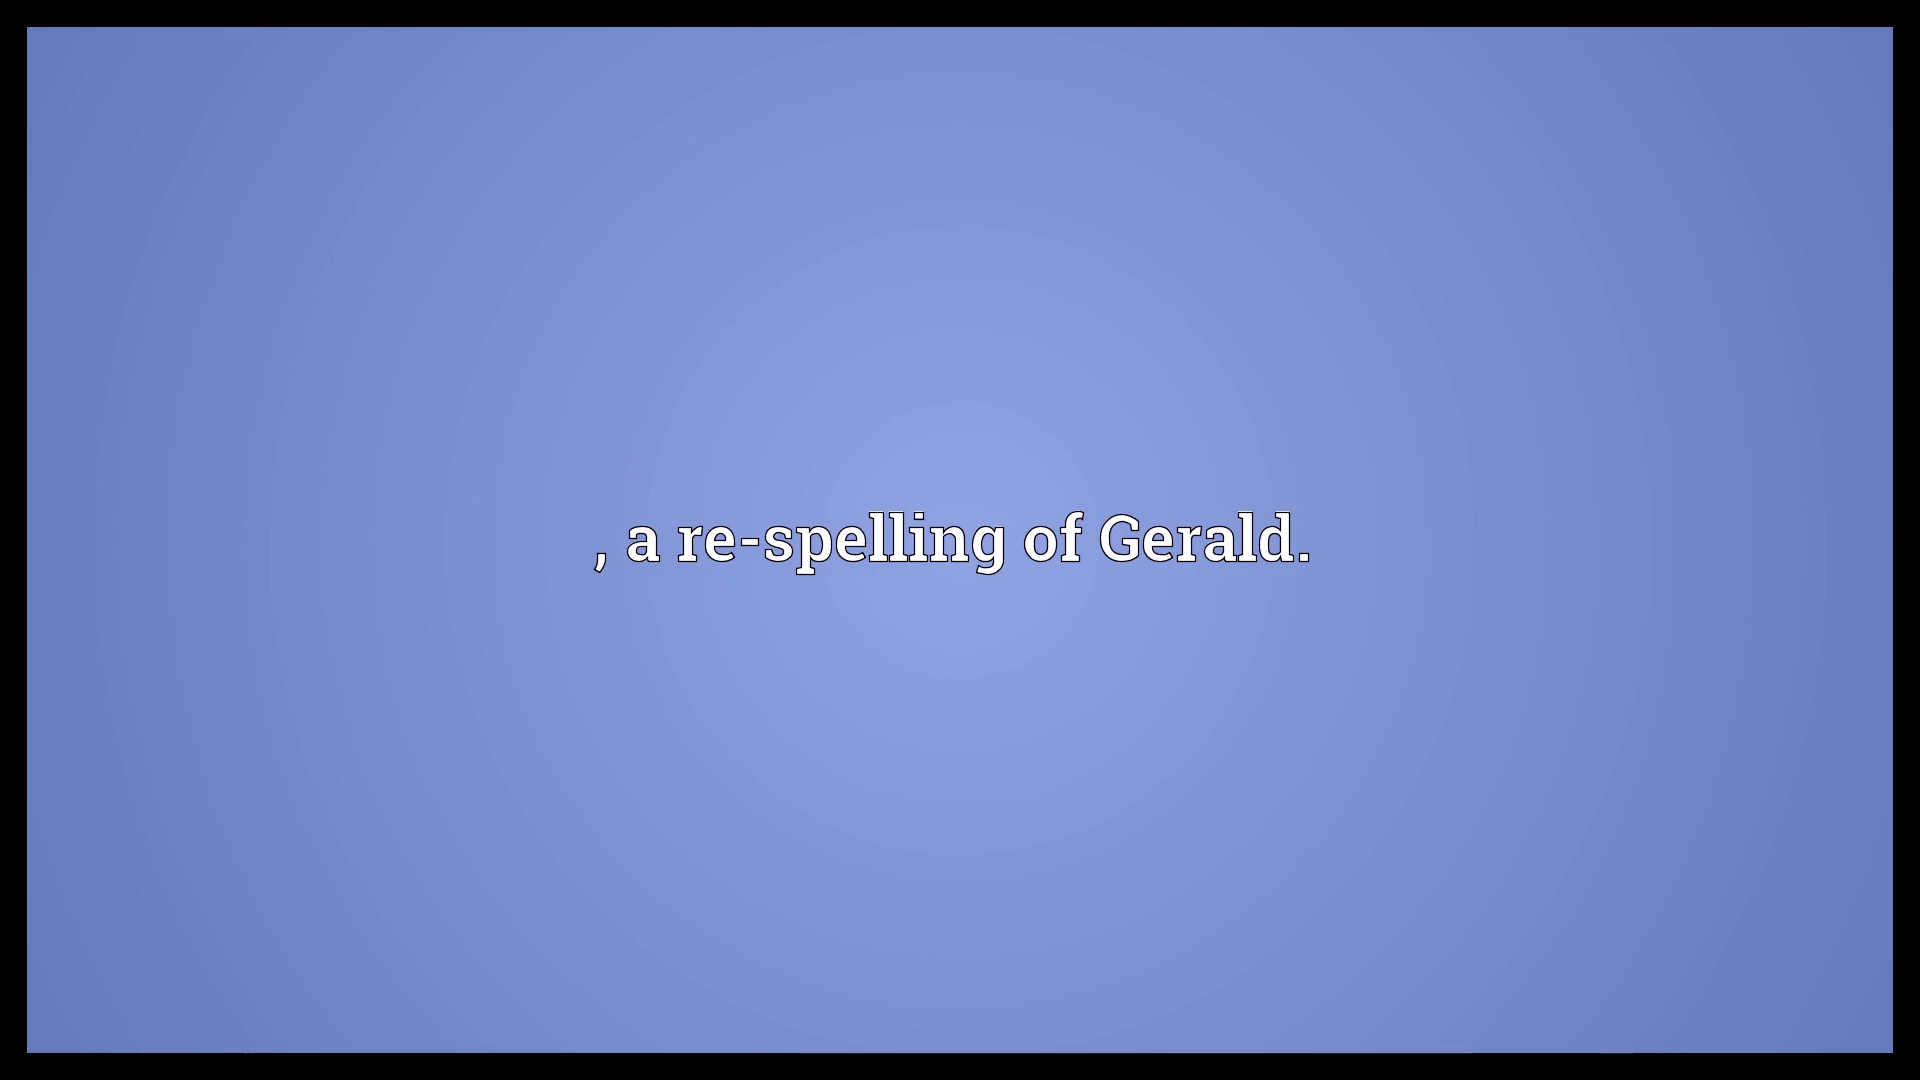 , a re-spelling of Gerald.